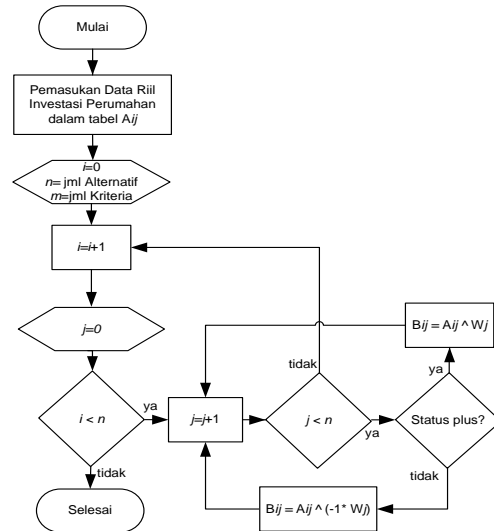 Mulai
Pemasukan Data Riil
Investasi Perumahan
dalam tabel Aij
i=0
n= jml Alternatif
m=jml Kriteria
i=i+1
j=0
i < n
ya
tidak
Selesai
j=j+1
j < n
tidak
ya
Status plus?
ya
tidak
Bij = Aij ^ Wj
Bij = Aij ^ (-1* Wj)